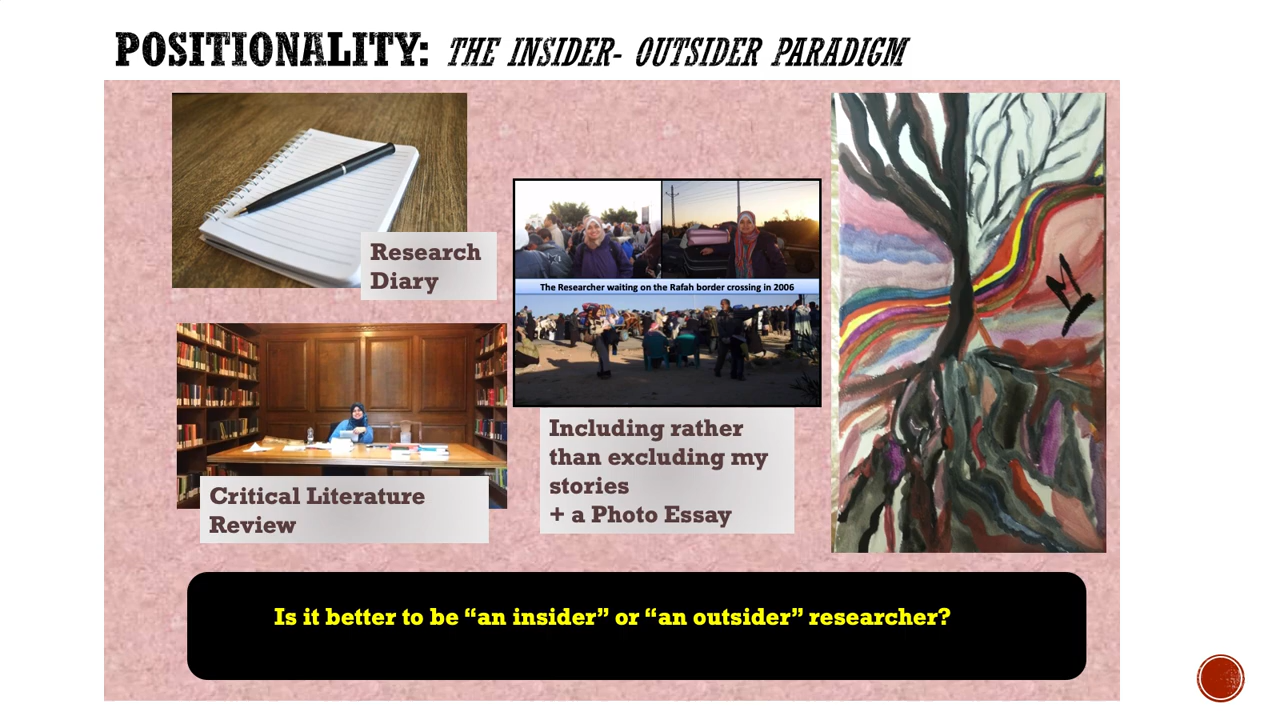 POSITIONALITY: THE INSIDER- OUTSIDER PARADIGM
Research
Diary
The Researcher waiting on the Rafah border crossing in 2006
Critical Literature
Review
Including rather
than excluding my
stories
+ a Photo Essay
Is it better to be “an insider” or “an outsider” researcher?